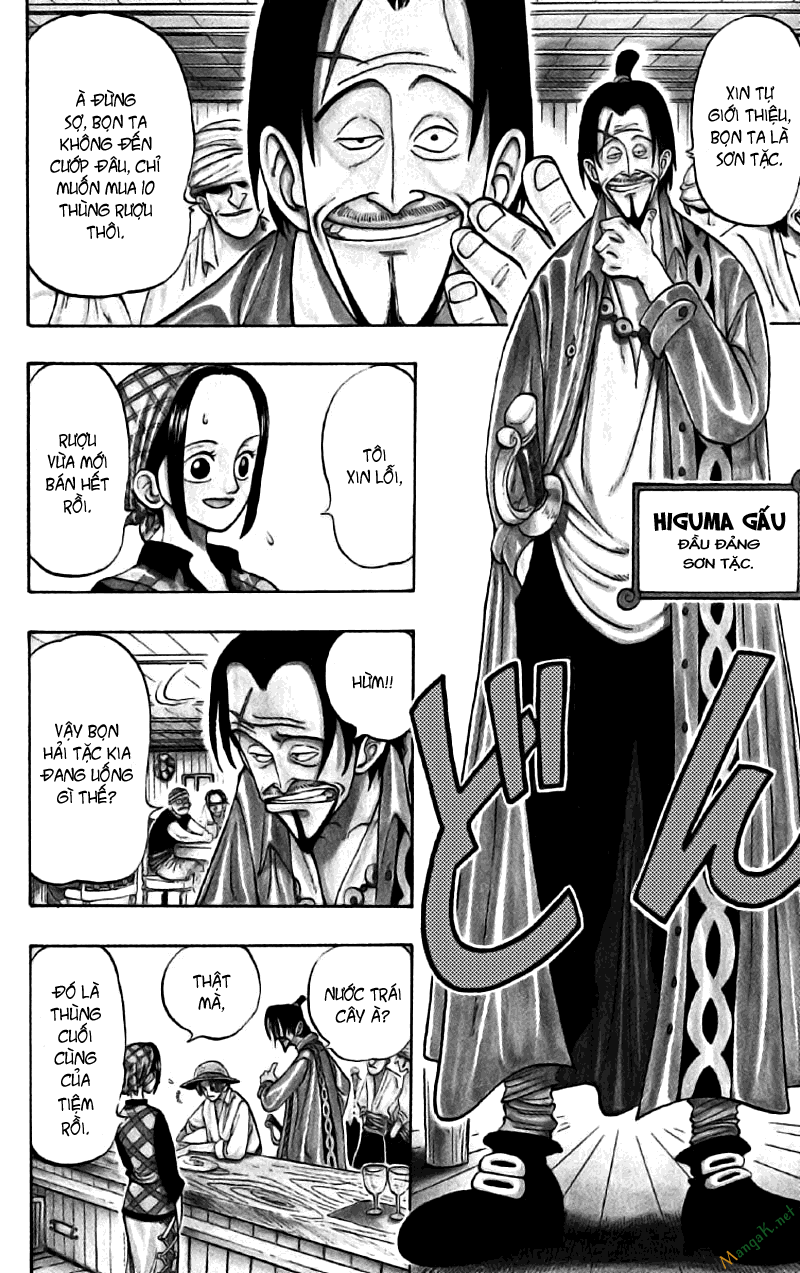 XIN TỰ
GIỚI THIỆU,
BỌN TA LÀ
SƠN TẶC.
À ĐỪNG
SỢ, BỌN TA
KHÔNG ĐẾN
CƯỚP ĐÂU, CHỈ
MUỐN MUA 10
THÙNG RƯỢU
THÔI.
HIGUMA GẤU
ĐẦU ĐẢNG
SƠN TẶC.
どん
TÔI
XIN LỖI,
RƯỢU
VỪA MỚI
BÁN HẾT
RỒI.
HỪM!!
VẬY BỌN
HẢI TẶC KIA
ĐANG UỐNG
GÌ THẾ?
NƯỚC TRÁI
CÂY À?
THẬT
MÀ,
ĐÓ LÀ
THÙNG
CUỐI
CÙNG
CỦA
TIỆM
RỒI.
MangaK.net